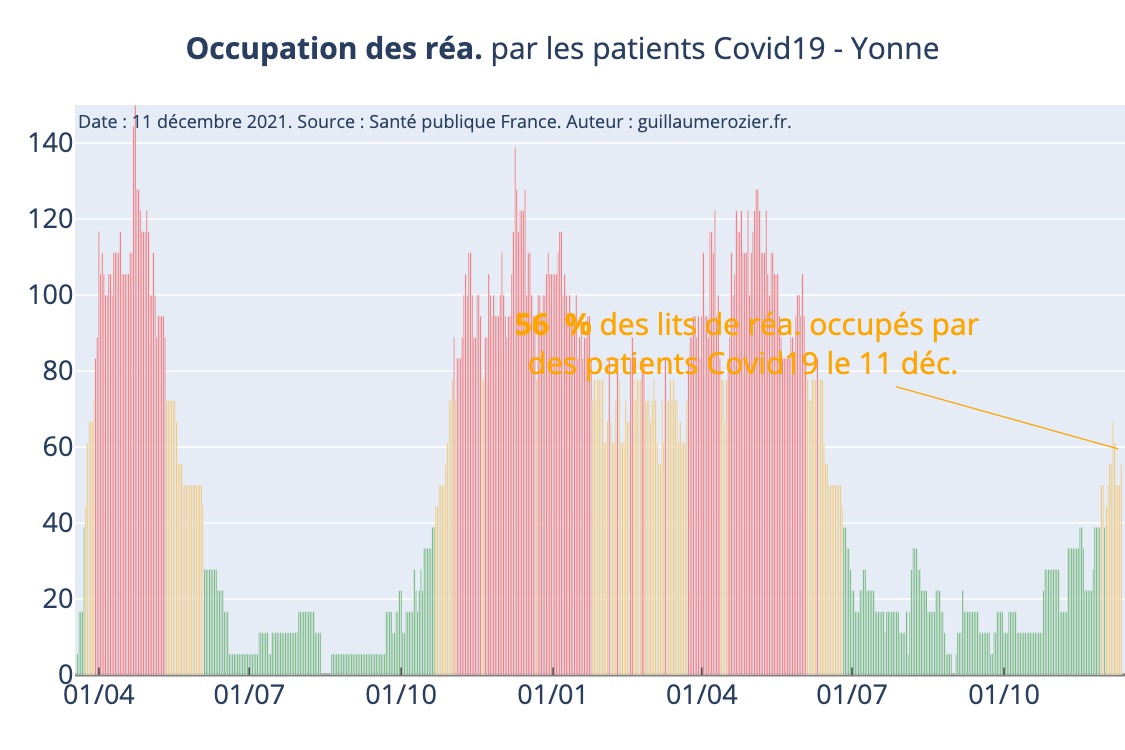 Occupation des réa. par les patients Covid19 - Yonne
Date : 11 décembre 2021. Source : Santé publique France. Auteur : guillaumerozier.fr.
140
120
100
80
60
40
20
0
56 % des lits de réa. occupés par
des patients Covid19 le 11 déc.
01/04 01/07 01/10 01/01 01/04 01/07 01/10